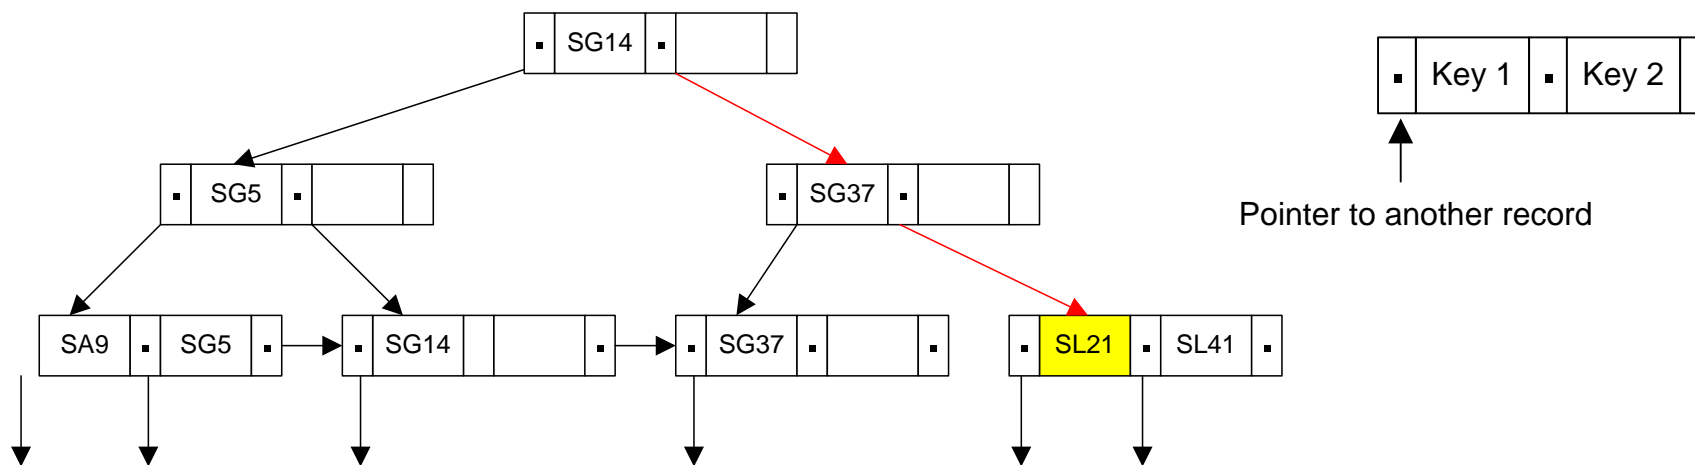 SG14
Key 1 Key 2
SG5 SG37
Pointer to another record
SA9 SG5 SG14 SG37 SL21 SL41